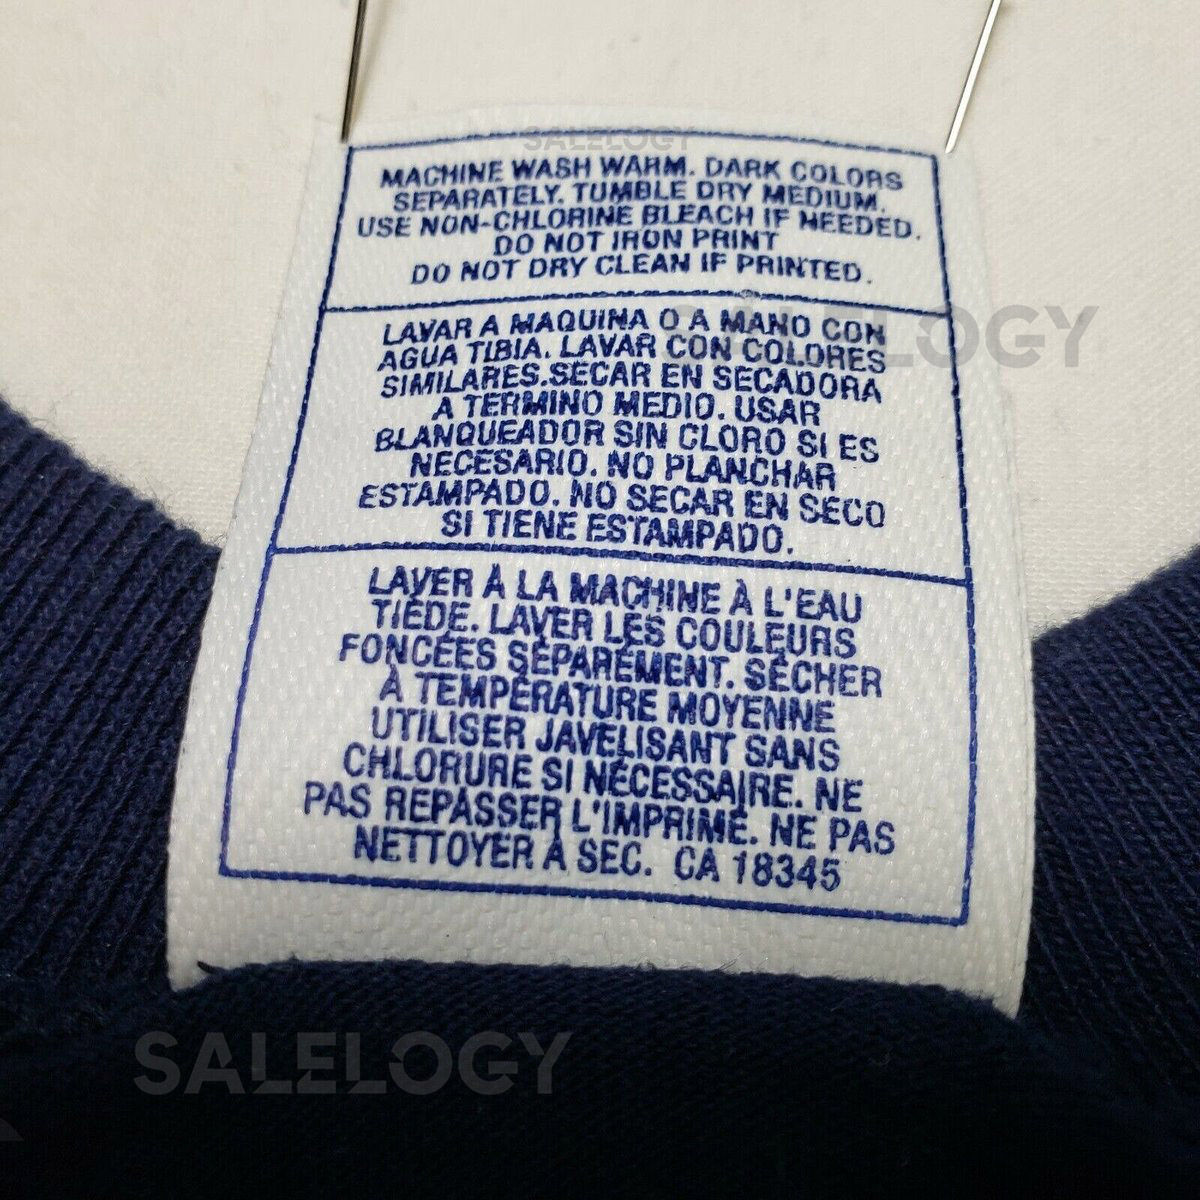 SALELOGY
MACHINE WASH WARM. DARK COLORS
SEPARATELY. TUMBLE DRY MEDIUM.
USE NON-CHLORINE BLEACH IF NEEDED.
DO NOT IRON PRINT
DO NOT DRY CLEAN IF PRINTED.
SALELOGY
LAVAR A MAQUINA O A MANO CON
AGUA TIBIA. LAVAR CON COLORES
SIMILARES.SECAR EN SECADORA
A TERMINO MEDIO. USAR
BLANQUEADOR SIN CLORO SI ES
NECESARIO. NO PLANCHAR
ESTAMPADO. NO SECAR EN SECO
SI TIENE ESTAMPADO.
LAVER À LA MACHINE À L'EAU
TIÉDE. LAVER LES COULEURS
FONCÉES SÉPARÉMENT. SÉCHER
À TEMPÉRATURE MOYENNE
UTILISER JAVELISANT SANS
CHLORURE SI NÉCESSAIRE. NE
PAS REPASSER L'IMPRIMÉ. NE PAS
NETTOYER À SEC. CA 18345
SALELOGY